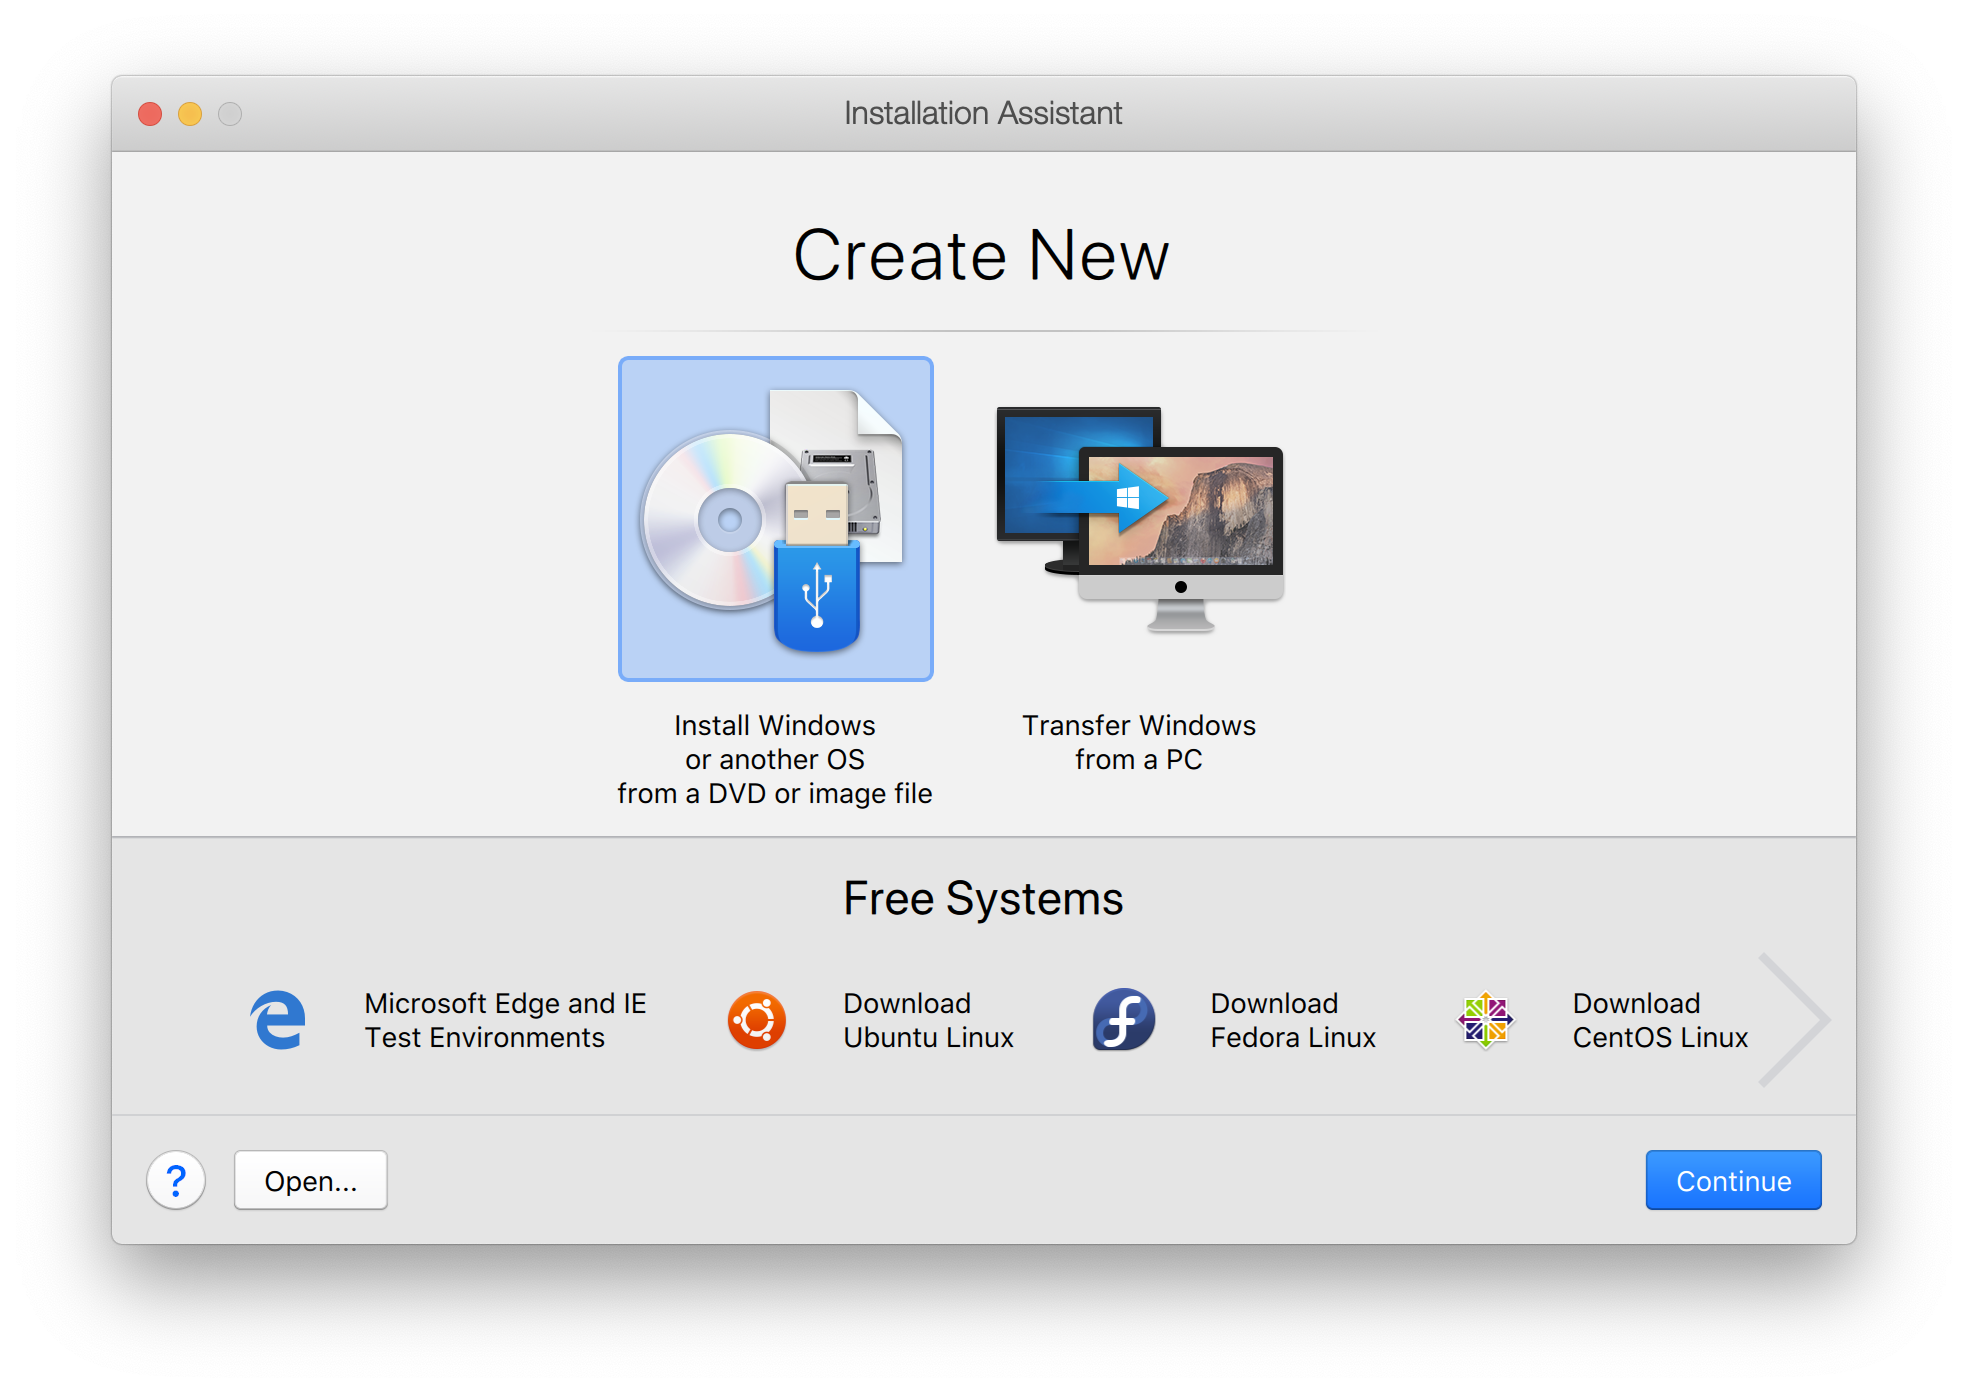 Installation Assistant
Create New
Install Windows
or another OS
from a DVD or image file
Transfer Windows
from a PC
Free Systems
Microsoft Edge and IE
Test Environments
Download
Ubuntu Linux
Download
Fedora Linux
Download
CentOS Linux
?
Open...
Continue